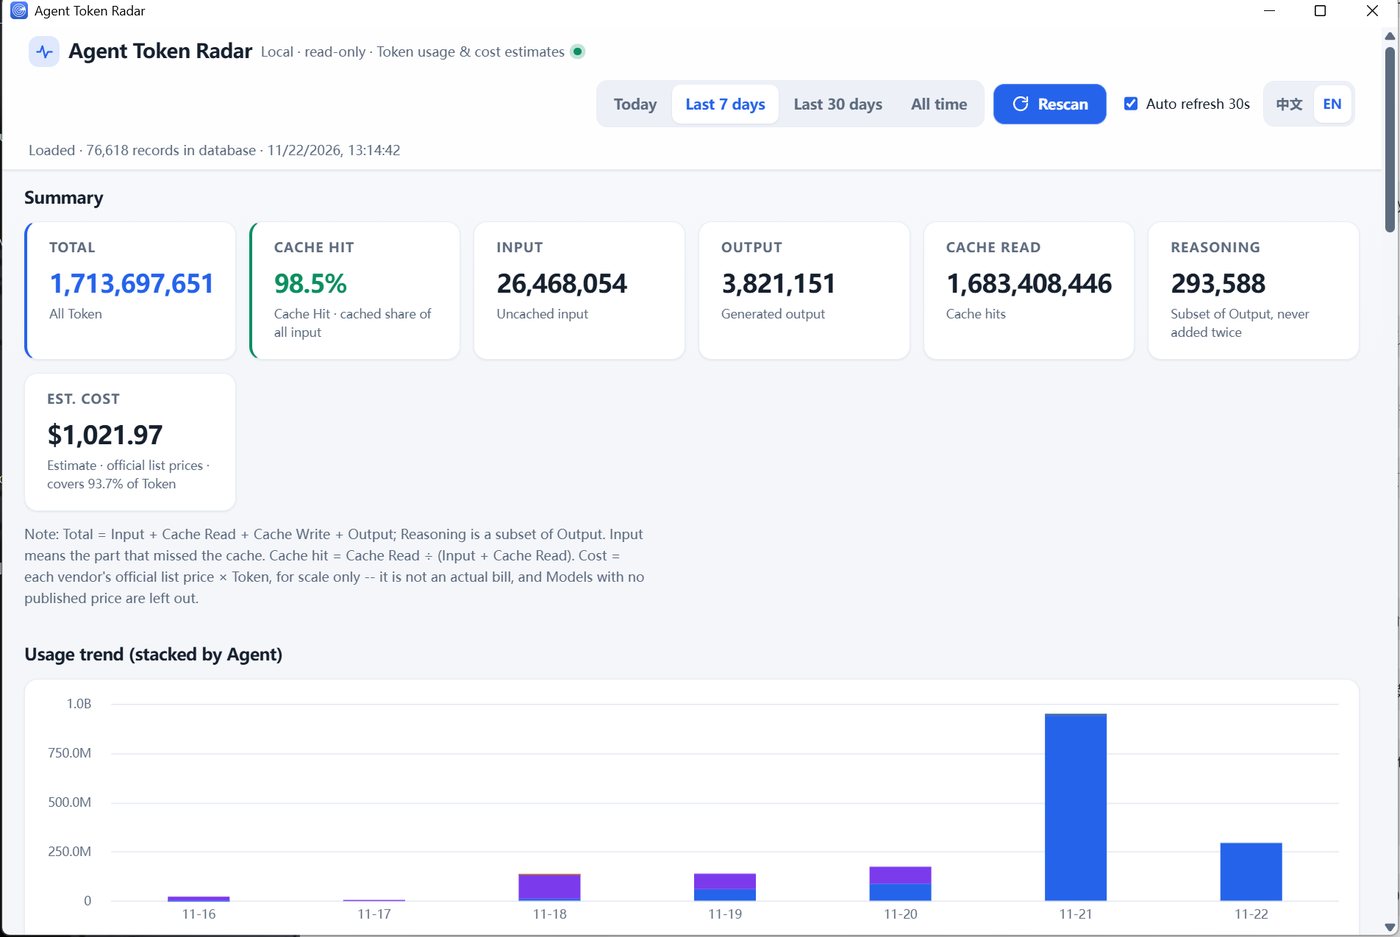 Agent Token Radar
Agent Token Radar Local · read-only · Token usage & cost estimates
Today Last 7 days Last 30 days All time Rescan Auto refresh 30s 中文 EN
Loaded · 76,618 records in database · 11/22/2026, 13:14:42
Summary
TOTAL
1,713,697,651
All Token
CACHE HIT
98.5%
Cache Hit · cached share of
all input
INPUT
26,468,054
Uncached input
OUTPUT
3,821,151
Generated output
CACHE READ
1,683,408,446
Cache hits
REASONING
293,588
Subset of Output, never
added twice
EST. COST
$1,021.97
Estimate · official list prices ·
covers 93.7% of Token
Note: Total = Input + Cache Read + Cache Write + Output; Reasoning is a subset of Output. Input
means the part that missed the cache. Cache hit = Cache Read ÷ (Input + Cache Read). Cost =
each vendor's official list price × Token, for scale only -- it is not an actual bill, and Models with no
published price are left out.
Usage trend (stacked by Agent)
1.0B
750.0M
500.0M
250.0M
0
11-16 11-17 11-18 11-19 11-20 11-21 11-22